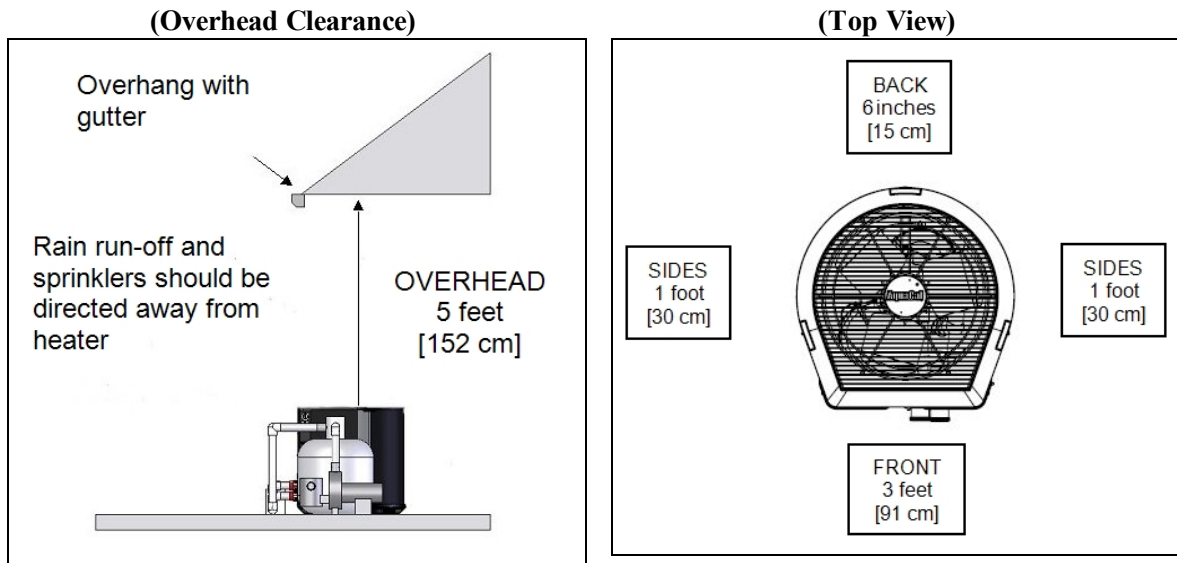 (Overhead Clearance)
Overhang with
gutter
Rain run-off and
sprinklers should be
directed away from
heater
OVERHEAD
5 feet
[152 cm]
(Top View)
BACK
6 inches
[15 cm]
SIDES
1 foot
[30 cm]
AquaCal
SIDES
1 foot
[30 cm]
FRONT
3 feet
[91 cm]